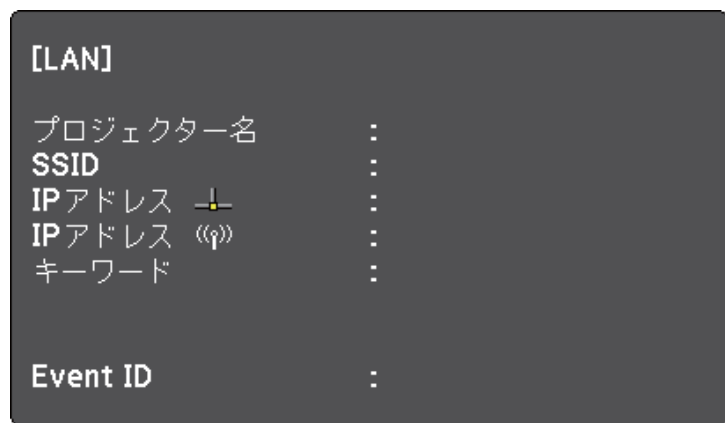 [LAN]
プロジェクター名 :
SSID :
IPアドレス :
IPアドレス :
キーワード :
Event ID :